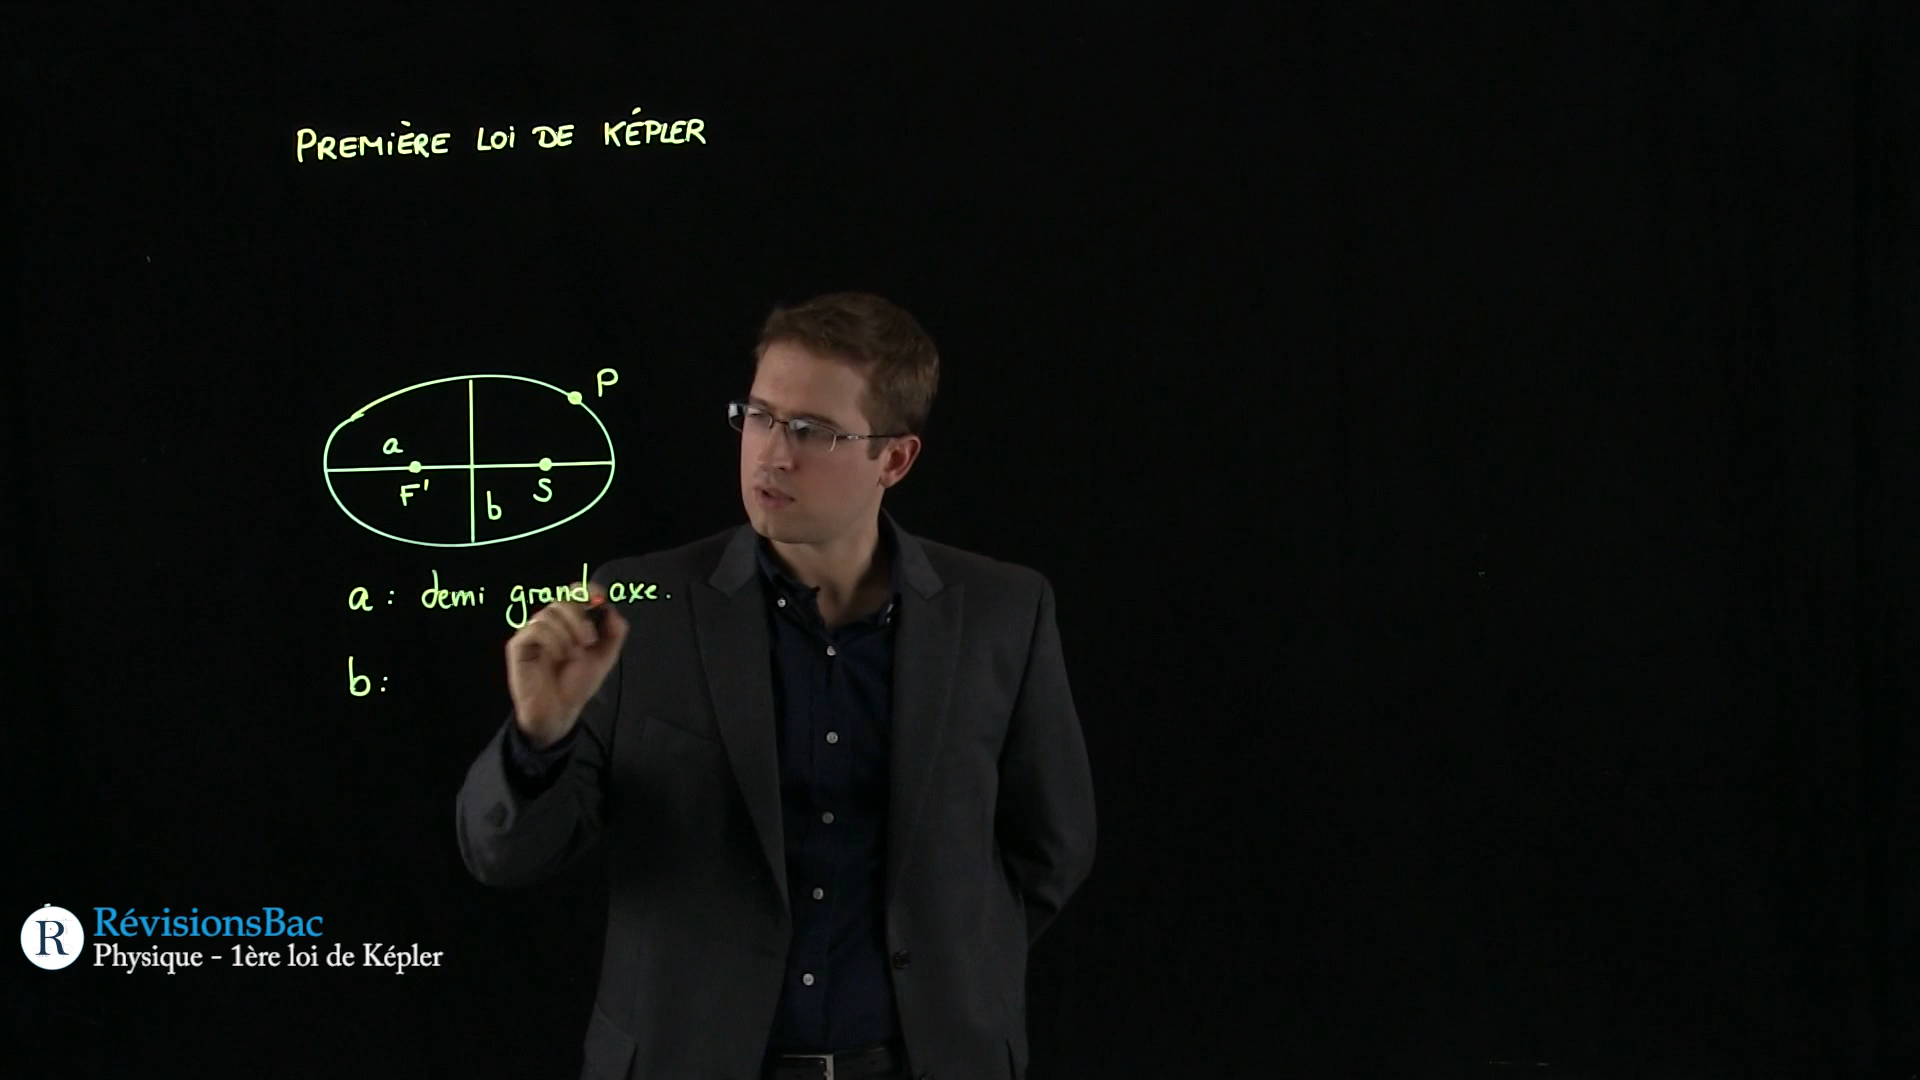 PREMIÈRE LOI DE KÉPLER
P
a
F' b S
a : demi grand axe.
b :
R
RévisionsBac
Physique - 1ère loi de Képler